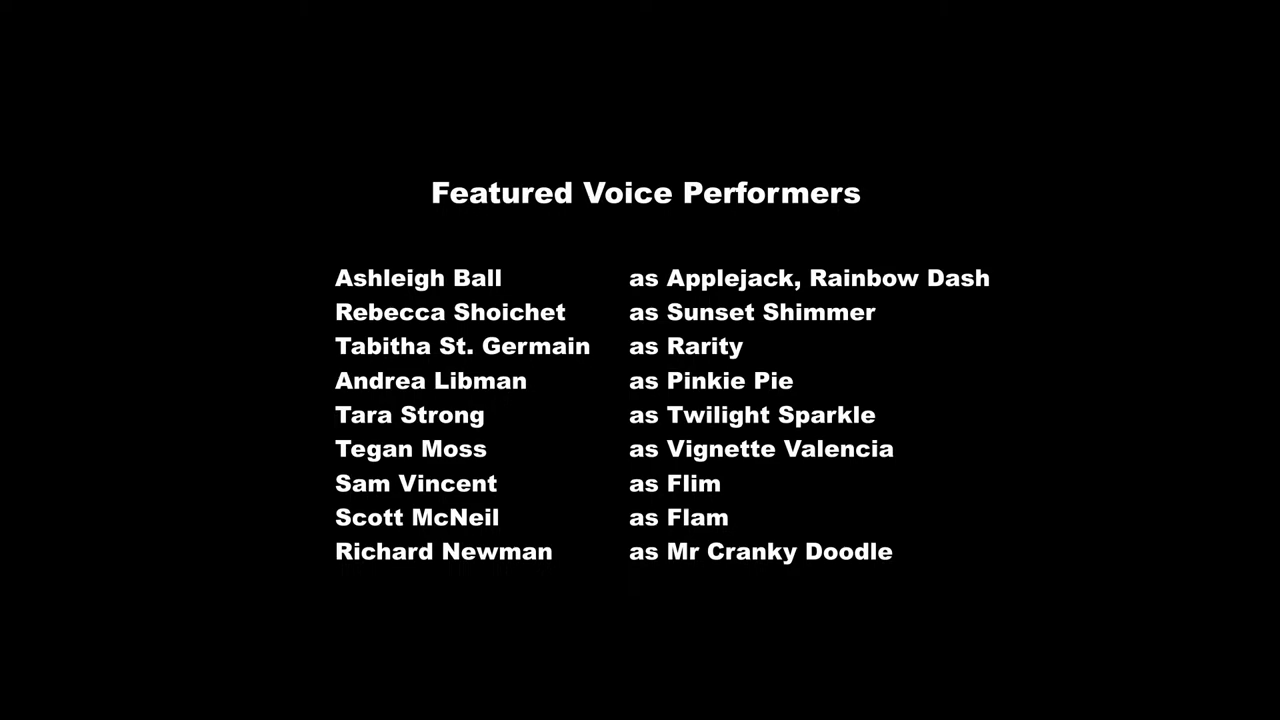 Featured Voice Performers
Ashleigh Ball as Applejack, Rainbow Dash
Rebecca Shoichet as Sunset Shimmer
Tabitha St. Germain as Rarity
Andrea Libman as Pinkie Pie
Tara Strong as Twilight Sparkle
Tegan Moss as Vignette Valencia
Sam Vincent as Flim
Scott McNeil as Flam
Richard Newman as Mr Cranky Doodle